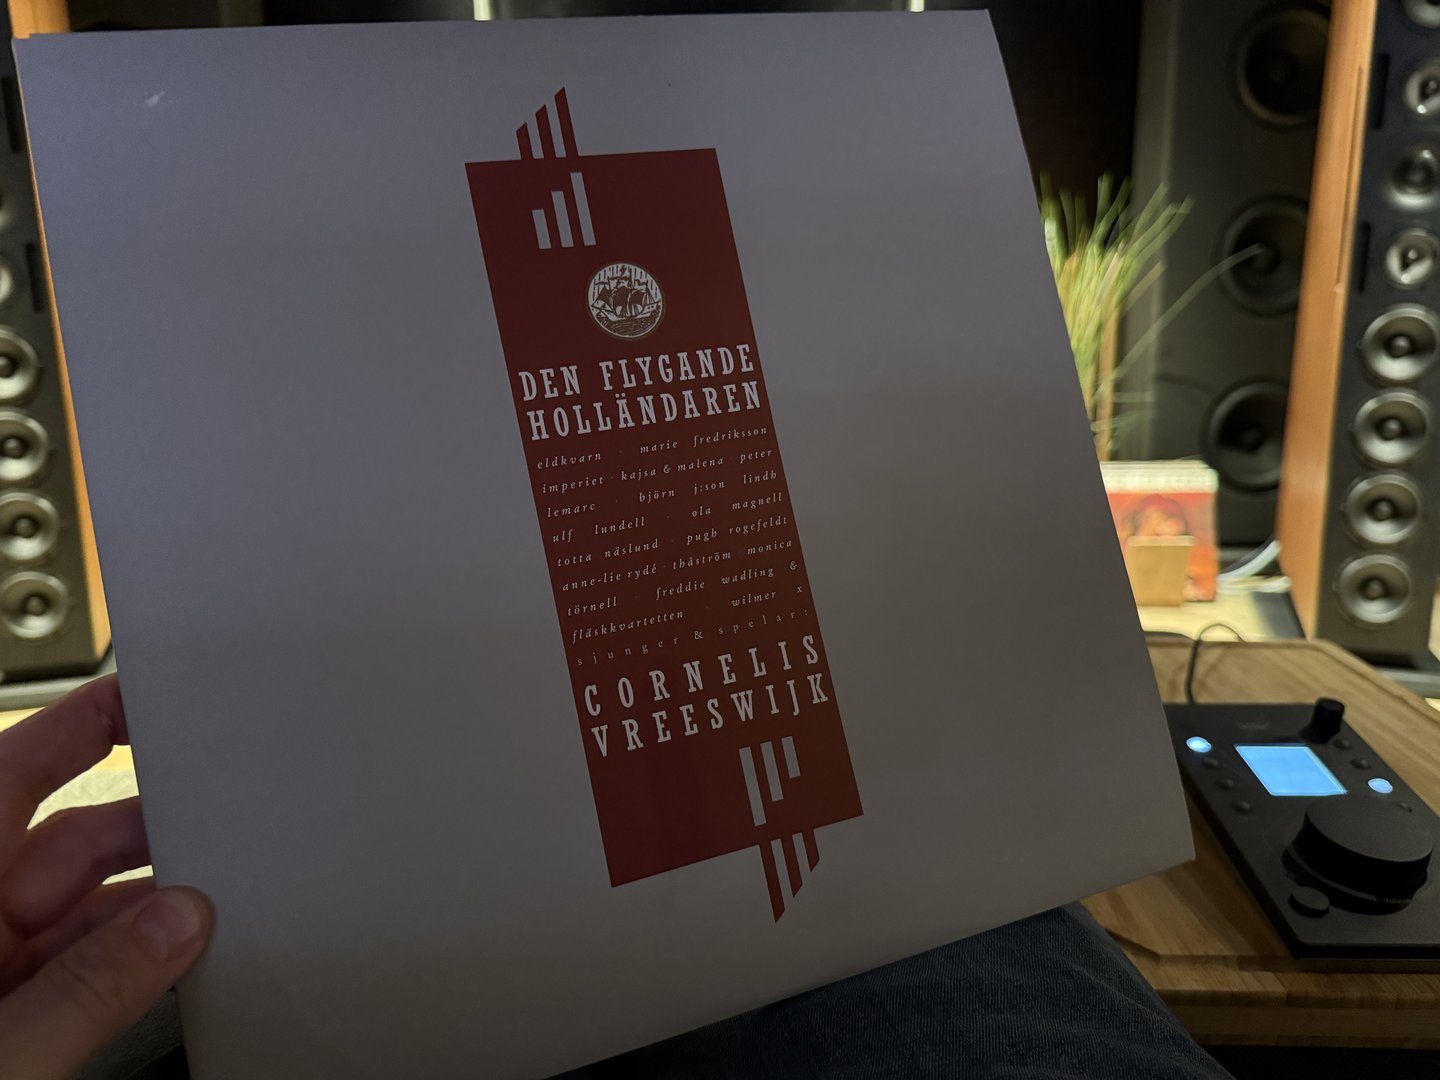 DEN FLYGANDE
HOLLÄNDAREN
eldkvarn · marie fredriksson
imperiet · kajsa & malena · peter
lemarc · björn j:son lindh
ulf lundell · ola magnell
totta näslund · pugh rogefeldt
anne-lie rydé · thåström · monica
törnell · freddie wadling &
fläskkvartetten · wilmer x
sjunger & spelar:
CORNELIS
VREESWIJK